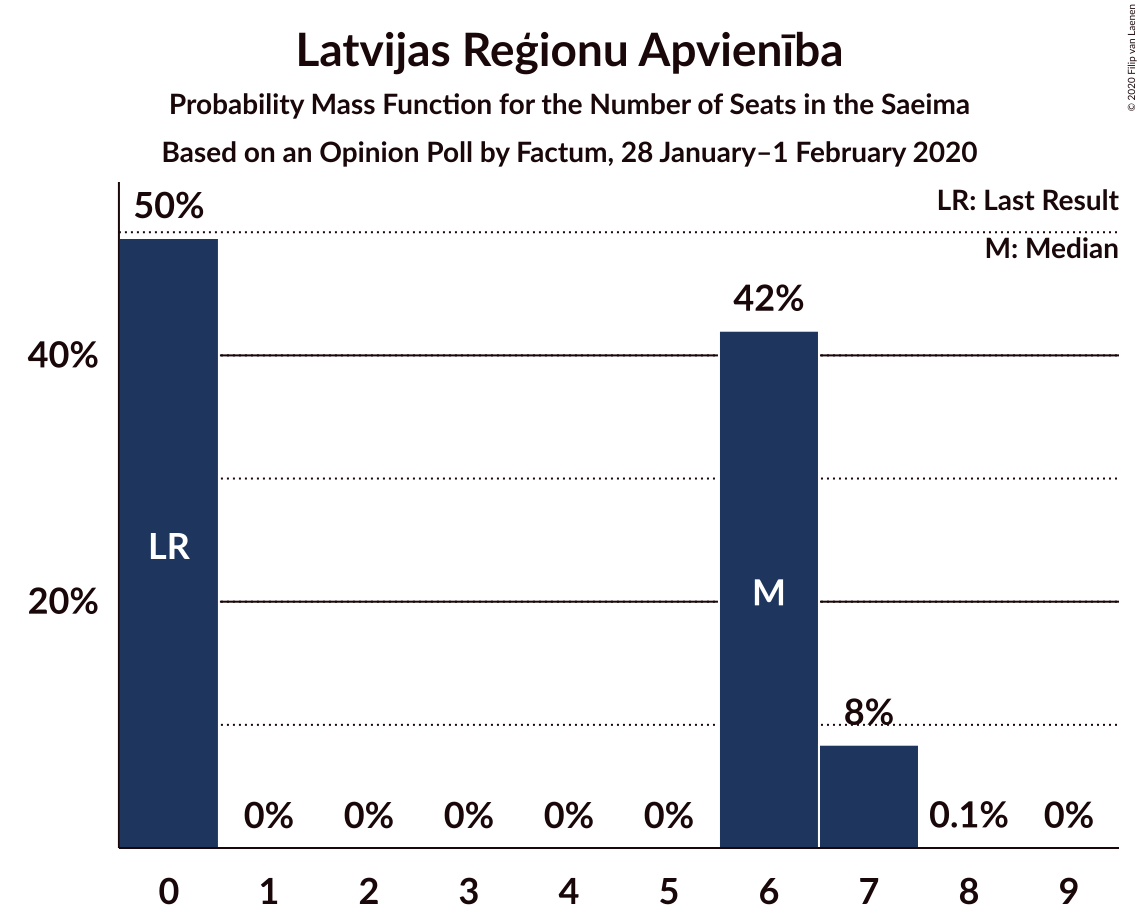 Latvijas Reģionu Apvienība
Probability Mass Function for the Number of Seats in the Saeima
Based on an Opinion Poll by Factum, 28 January–1 February 2020
© 2020 Filip van Laenen
LR: Last Result
M: Median
50%
42%
40%
LR
20%
M
8%
0% 0% 0% 0% 0% 0.1% 0%
0 1 2 3 4 5 6 7 8 9